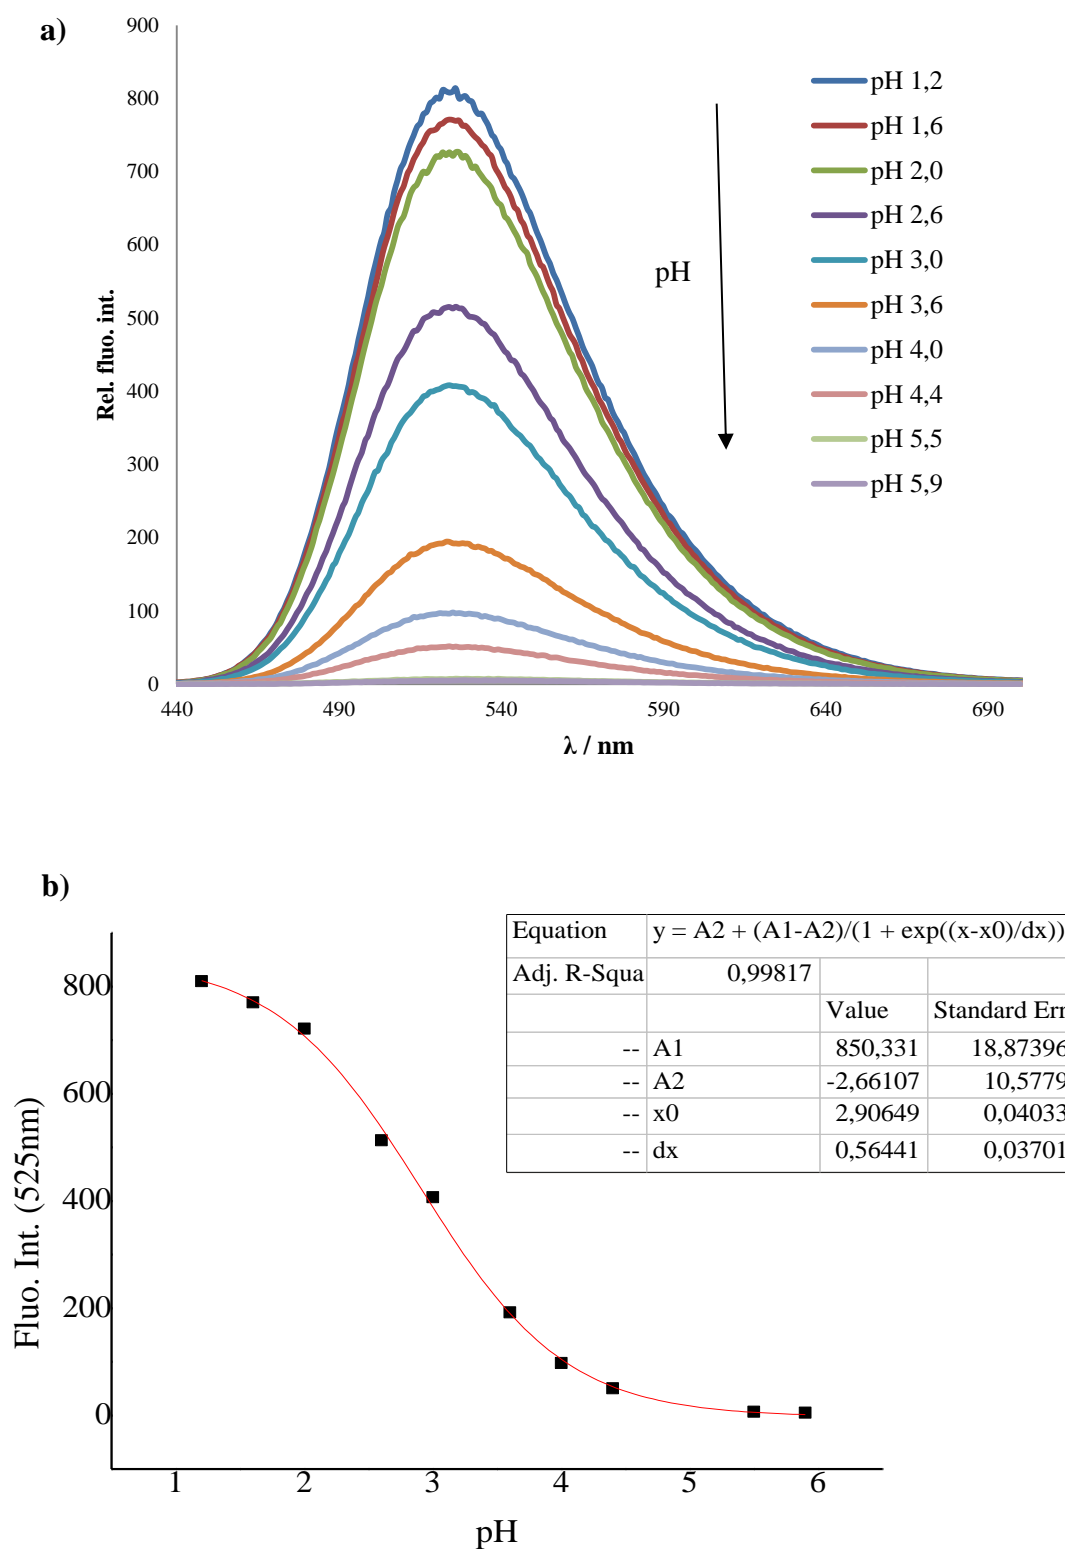 a)
900
800
700
600
500
400
300
200
100
0
Rel. fluo. int.
440 490 540 590 640 690
λ / nm
pH
pH 1,2
pH 1,6
pH 2,0
pH 2,6
pH 3,0
pH 3,6
pH 4,0
pH 4,4
pH 5,5
pH 5,9
b)
Equation y = A2 + (A1-A2)/(1 + exp((x-x0)/dx))
Adj. R-Squa 0,99817
Value Standard Err
-- A1 850,331 18,87396
-- A2 -2,66107 10,5779
-- x0 2,90649 0,04033
-- dx 0,56441 0,03701
800
600
400
200
0
Fluo. Int. (525nm)
1 2 3 4 5 6
pH